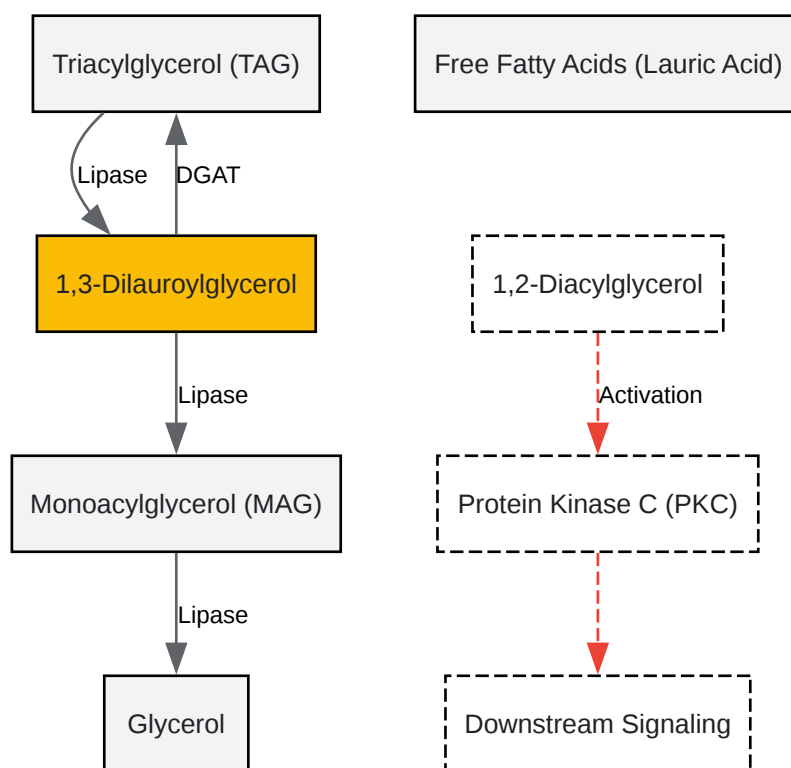 Triacylglycerol (TAG)
Free Fatty Acids (Lauric Acid)
Lipase
DGAT
1,3-Dilauroylglycerol
1,2-Diacylglycerol
Lipase
Activation
Monoacylglycerol (MAG)
Protein Kinase C (PKC)
Lipase
Glycerol
Downstream Signaling